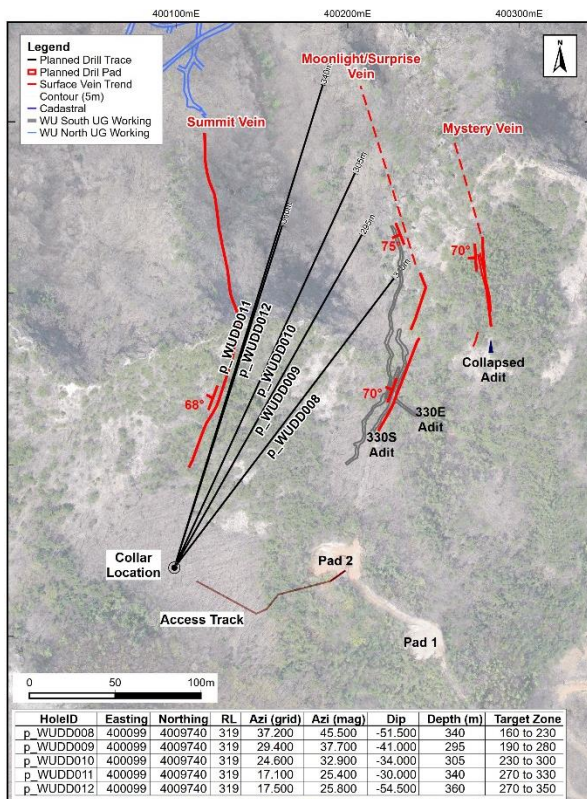 400100mE
400200mE
400300mE
Legend
Planned Drill Trace
Planned Dril Pad
Surface Vein Trend
Contour (5m)
Cadastral
WU South UG Working
WU North UG Working
N
Moonlight/Surprise
Vein
Summit Vein
Mystery Vein
340m
305m
295m
75°
70°
p_WUDD011
p_WUDD012
p_WUDD010
p_WUDD009
p_WUDD008
68°
70°
Collapsed
Adit
330E
Adit
330S
Adit
Collar
Location
Pad 2
Access Track
Pad 1
0 50 100m
HoleID Easting Northing RL Azi (grid) Azi (mag) Dip Depth (m) Target Zone
p_WUDD008 400099 4009740 319 37.200 45.500 -51.500 340 160 to 230
p_WUDD009 400099 4009740 319 29.400 37.700 -41.000 295 190 to 280
p_WUDD010 400099 4009740 319 24.600 32.900 -34.000 305 230 to 300
p_WUDD011 400099 4009740 319 17.100 25.400 -30.000 340 270 to 330
p_WUDD012 400099 4009740 319 17.500 25.800 -54.500 360 270 to 350